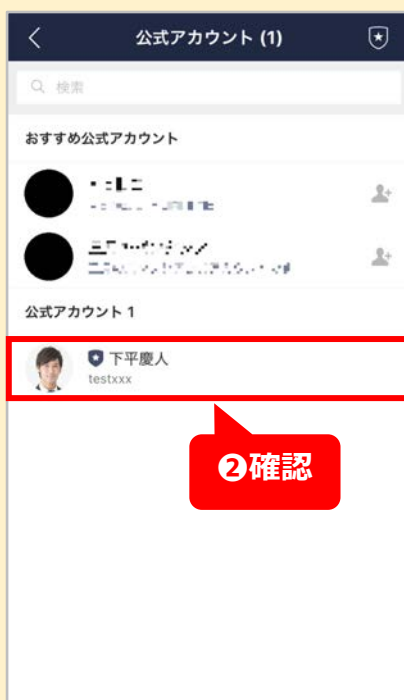 公式アカウント (1)
検索
おすすめ公式アカウント
公式アカウント 1
下平慶人
testxxx
❷確認